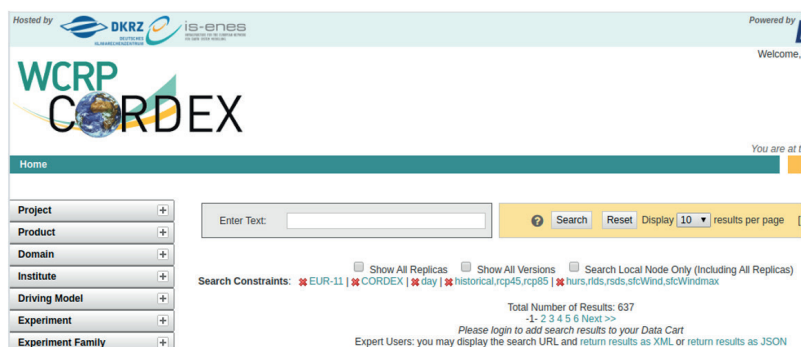 Hosted by
DKRZ
DEUTSCHES
KLIMARECHENZENTRUM
is-enes
Powered by
Welcome,
WCRP
CORDEX
You are at t
Home
Project
Product
Domain
Institute
Driving Model
Experiment
Experiment Family
Enter Text:
Search Reset Display 10 results per page [
Show All Replicas Show All Versions Search Local Node Only (Including All Replicas)
Search Constraints: EUR-11 | CORDEX | day | historical,rcp45,rcp85 | hurs,rlds,rsds,sfcWind,sfcWindmax
Total Number of Results: 637
-1- 2 3 4 5 6 Next >>
Please login to add search results to your Data Cart
Expert Users: you may display the search URL and return results as XML or return results as JSON